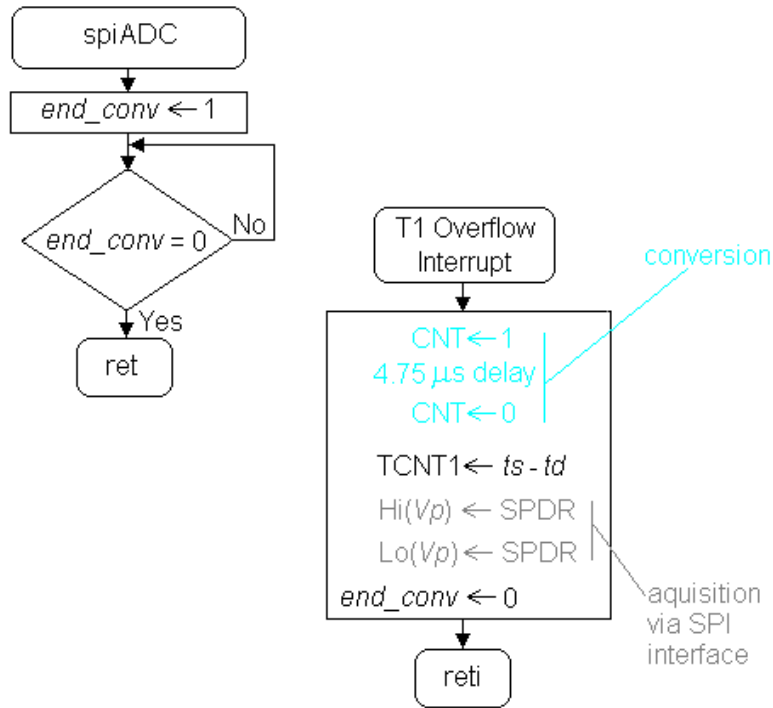 spiADC
end_conv ← 1
end_conv = 0
No
Yes
ret
T1 Overflow
Interrupt
conversion
CNT←1
4.75 μs delay
CNT←0
TCNT1← ts - td
Hi(Vp) ← SPDR
Lo(Vp) ← SPDR
end_conv ← 0
aquisition
via SPI
interface
reti